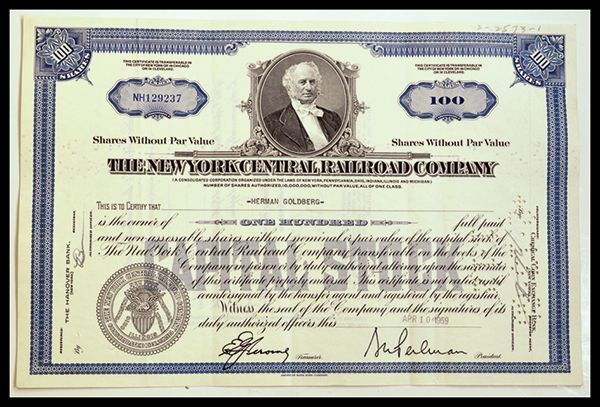 2-2573-1
100
SHARES
100
SHARES
THIS CERTIFICATE IS TRANSFERABLE
IN THE CITY OF NEW YORK OR IN CHICAGO
OR IN CLEVELAND.
THIS CERTIFICATE IS TRANSFERABLE
IN THE CITY OF NEW YORK OR IN CHICAGO
OR IN CLEVELAND.
NH129237
100
Shares Without Par Value
Shares Without Par Value
THE NEW YORK CENTRAL RAILROAD COMPANY
(A CONSOLIDATED CORPORATION ORGANIZED UNDER THE LAWS OF NEW YORK, PENNSYLVANIA, OHIO, INDIANA, ILLINOIS AND MICHIGAN.)
NUMBER OF SHARES AUTHORIZED, 10,000,000, WITHOUT PAR VALUE, ALL OF ONE CLASS.
THIS IS TO CERTIFY THAT -HERMAN GOLDBERG-
is the owner of ONE HUNDRED full paid
and non assessable shares without nominal or par value of the capital stock of
The New York Central Railroad Company transferable on the books of the
Company in person or by duly authorized attorney upon the surrender
of this certificate properly endorsed. This certificate is not valid until
countersigned by the transfer agent and registered by the registrar.
Witness the seal of the Company and the signatures of its
duly authorized officers this APR 10 1959
CAPITAL STOCK
Treasurer.
President.
REGISTERED:
THE HANOVER BANK,
By